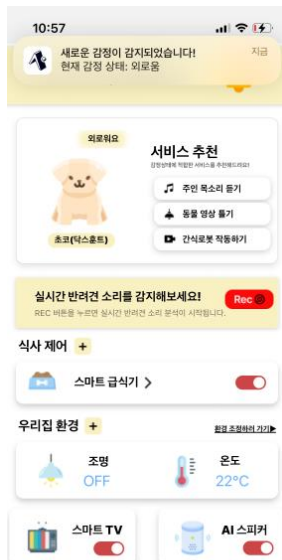 10:57
새로운 감정이 감지되었습니다!
지금
현재 감정 상태: 외로움
외로워요
초코(닥스훈트)
서비스 추천
감정상태에 적합한 서비스를 추천해드려요!
주인 목소리 듣기
동물 영상 틀기
간식로봇 작동하기
실시간 반려견 소리를 감지해보세요!
Rec
REC 버튼을 누르면 실시간 반려견 소리 분석이 시작됩니다.
식사 제어 +
스마트 급식기 >
우리집 환경 +
환경 조정하러 가기▶
조명
OFF
온도
22°C
스마트 TV
AI 스피커